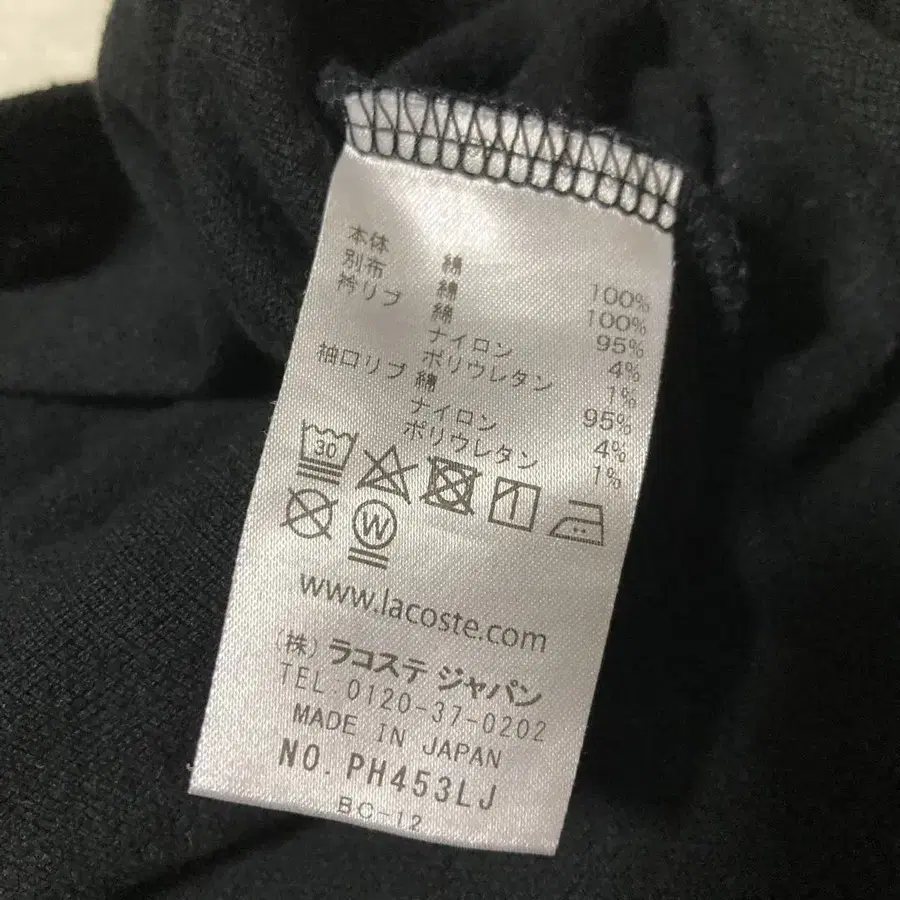 本体 綿 100%
別布 綿 100%
衿リブ 綿 95%
ナイロン 4%
ポリウレタン 1%
袖口リブ 綿 95%
ナイロン 4%
ポリウレタン 1%
30
W
www.lacoste.com
(株) ラコステ ジャパン
TEL:0120-37-0202
MADE IN JAPAN
NO. PH453LJ
BC-12